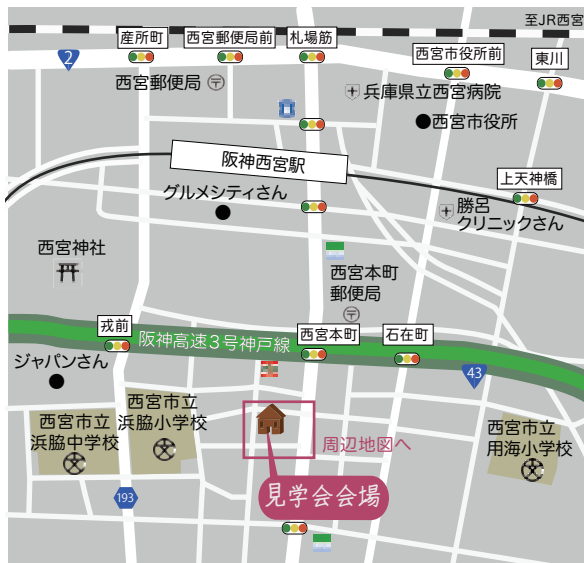 至JR西宮
産所町
西宮郵便局前
札場筋
西宮市役所前
東川
2
西宮郵便局
兵庫県立西宮病院
西宮市役所
阪神西宮駅
上天神橋
グルメシティさん
勝呂
クリニックさん
西宮神社
西宮本町
郵便局
戎前
阪神高速3号神戸線
西宮本町
石在町
ジャパンさん
43
西宮市立
浜脇中学校
西宮市立
浜脇小学校
周辺地図へ
西宮市立
用海小学校
見学会会場
193